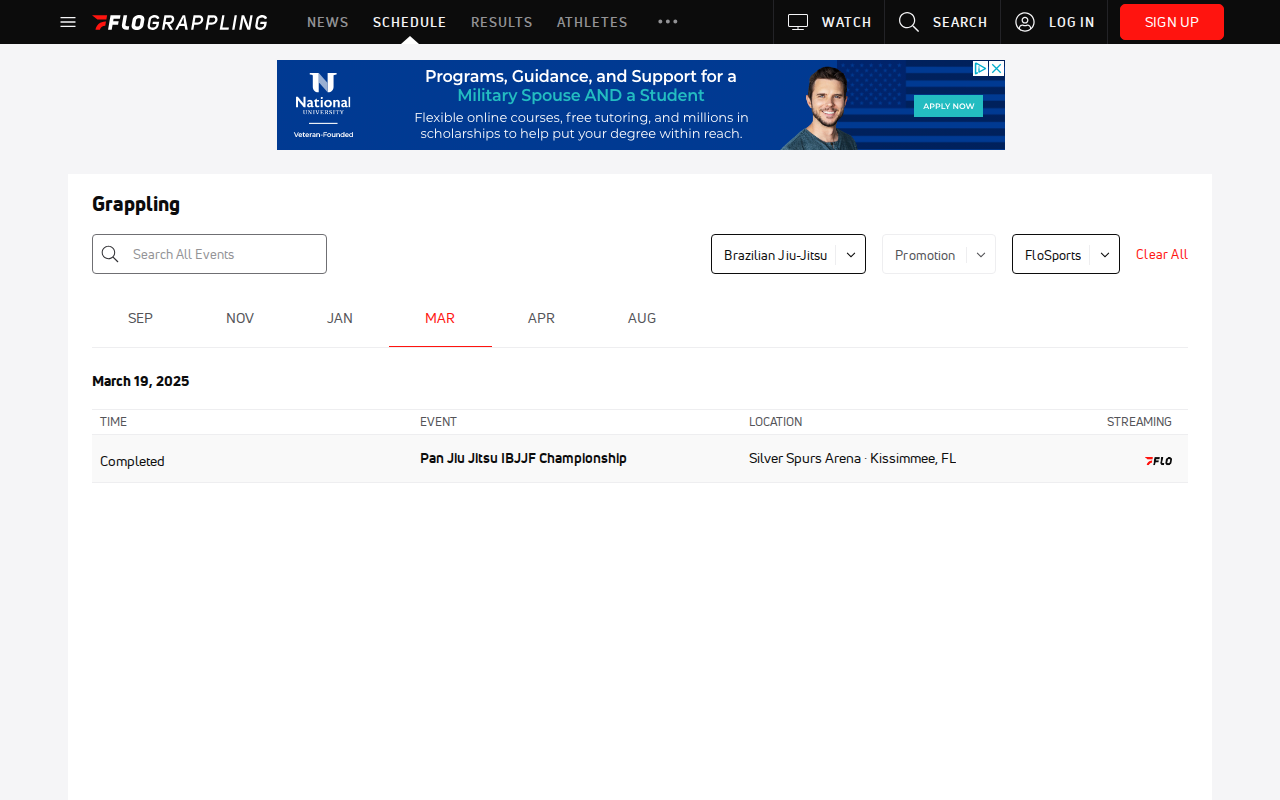 FLOGRAPPLING
NEWS
SCHEDULE
RESULTS
ATHLETES
WATCH
SEARCH
LOG IN
SIGN UP
National
UNIVERSITY
Veteran-Founded
Programs, Guidance, and Support for a
Military Spouse AND a Student
Flexible online courses, free tutoring, and millions in
scholarships to help put your degree within reach.
APPLY NOW
Grappling
Search All Events
Brazilian Jiu-Jitsu
Promotion
FloSports
Clear All
SEP NOV JAN MAR APR AUG
March 19, 2025
TIME EVENT LOCATION STREAMING
Completed Pan Jiu Jitsu IBJJF Championship Silver Spurs Arena · Kissimmee, FL FLO